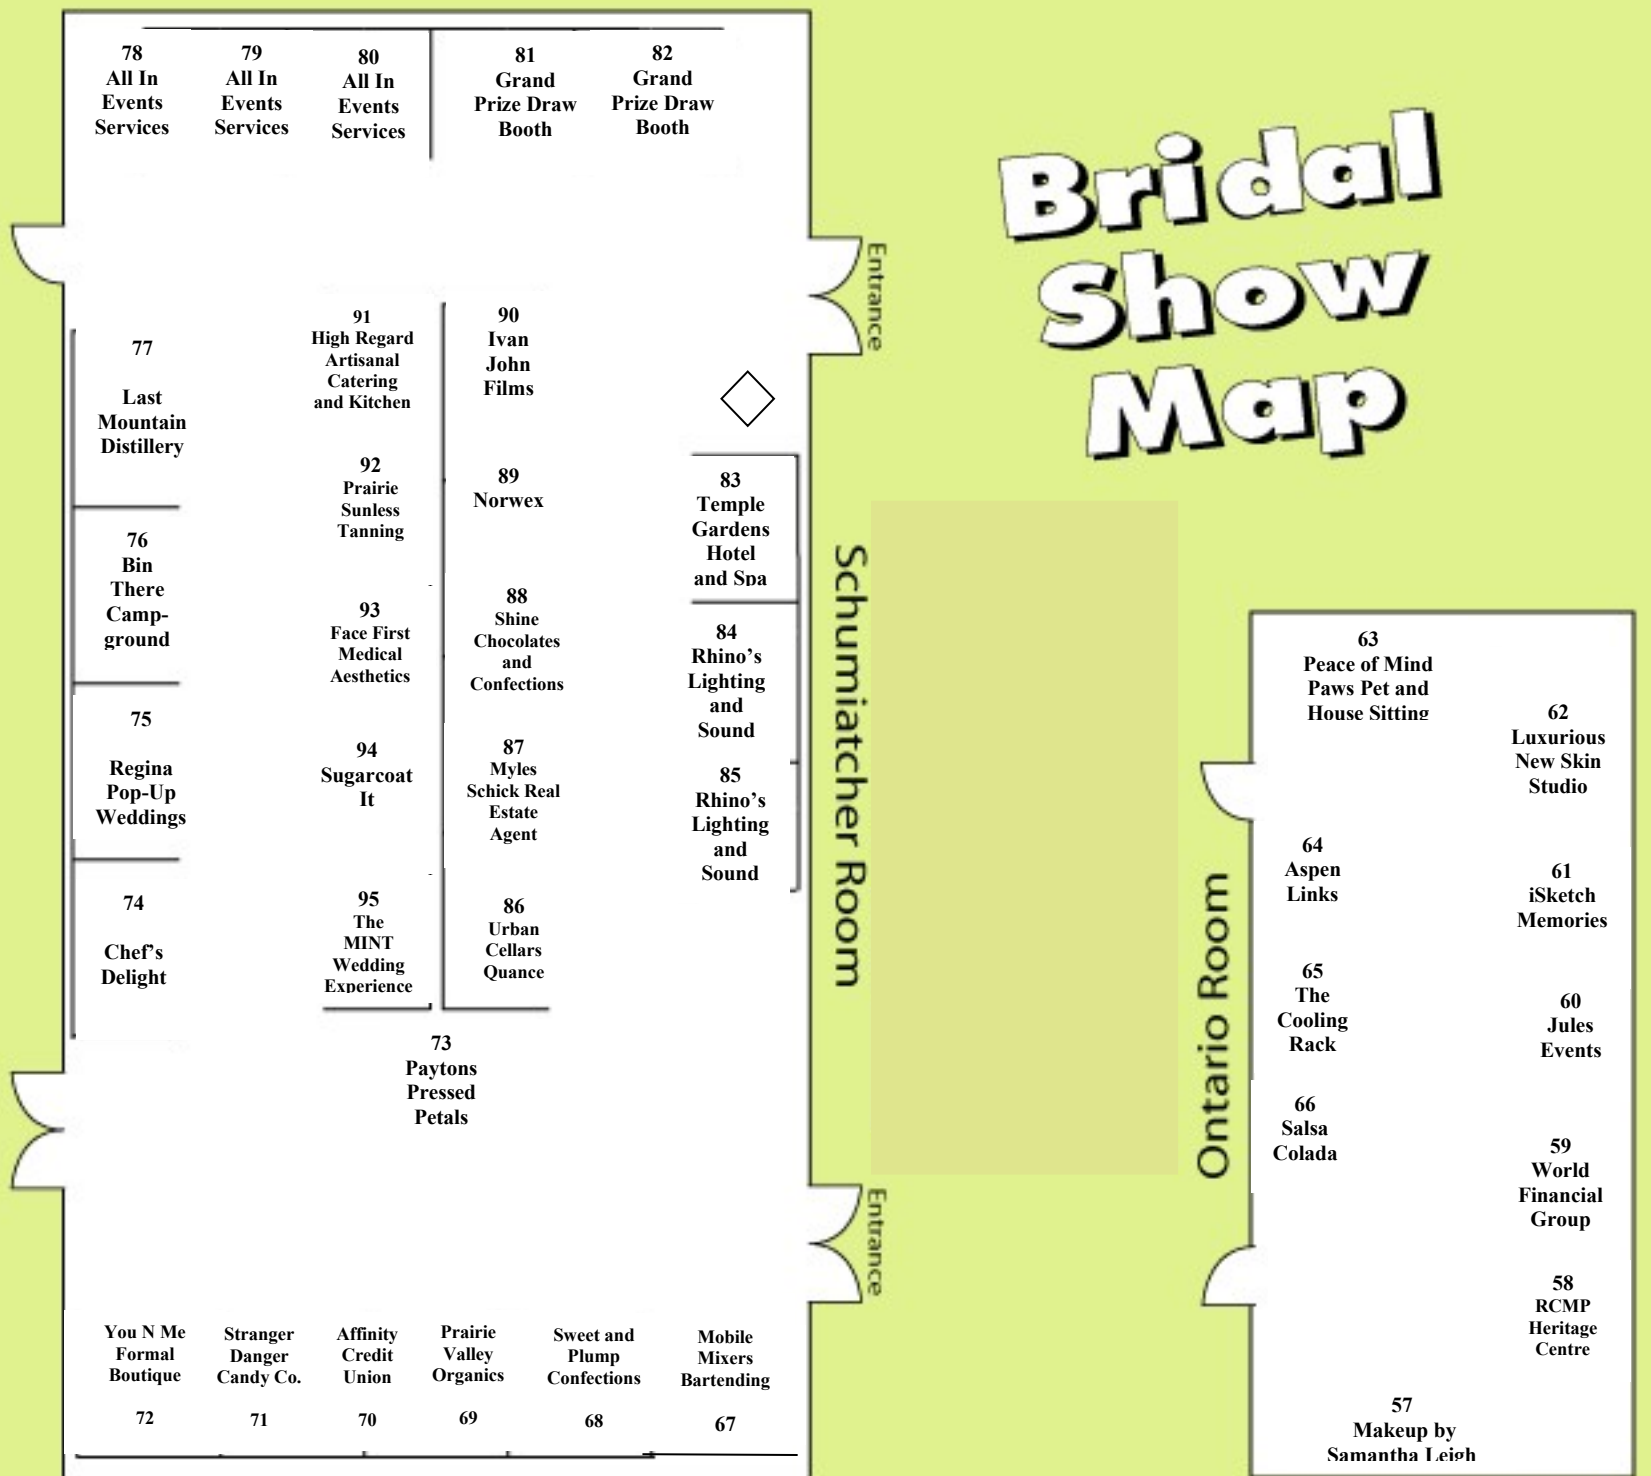 78
All In
Events
Services
79
All In
Events
Services
80
All In
Events
Services
81
Grand
Prize Draw
Booth
82
Grand
Prize Draw
Booth
Bridal
Show
Map
Entrance
77
Last
Mountain
Distillery
76
Bin
There
Camp-
ground
75
Regina
Pop-Up
Weddings
74
Chef's
Delight
91
High Regard
Artisanal
Catering
and Kitchen
92
Prairie
Sunless
Tanning
93
Face First
Medical
Aesthetics
94
Sugarcoat
It
95
The
MINT
Wedding
Experience
90
Ivan
John
Films
89
Norwex
88
Shine
Chocolates
and
Confections
87
Myles
Schick Real
Estate
Agent
86
Urban
Cellars
Quance
83
Temple
Gardens
Hotel
and Spa
84
Rhino's
Lighting
and
Sound
85
Rhino's
Lighting
and
Sound
73
Paytons
Pressed
Petals
Schumiatcher Room
Entrance
You N Me
Formal
Boutique
72
Stranger
Danger
Candy Co.
71
Affinity
Credit
Union
70
Prairie
Valley
Organics
69
Sweet and
Plump
Confections
68
Mobile
Mixers
Bartending
67
Ontario Room
63
Peace of Mind
Paws Pet and
House Sitting
62
Luxurious
New Skin
Studio
64
Aspen
Links
61
iSketch
Memories
65
The
Cooling
Rack
60
Jules
Events
66
Salsa
Colada
59
World
Financial
Group
58
RCMP
Heritage
Centre
57
Makeup by
Samantha Leigh